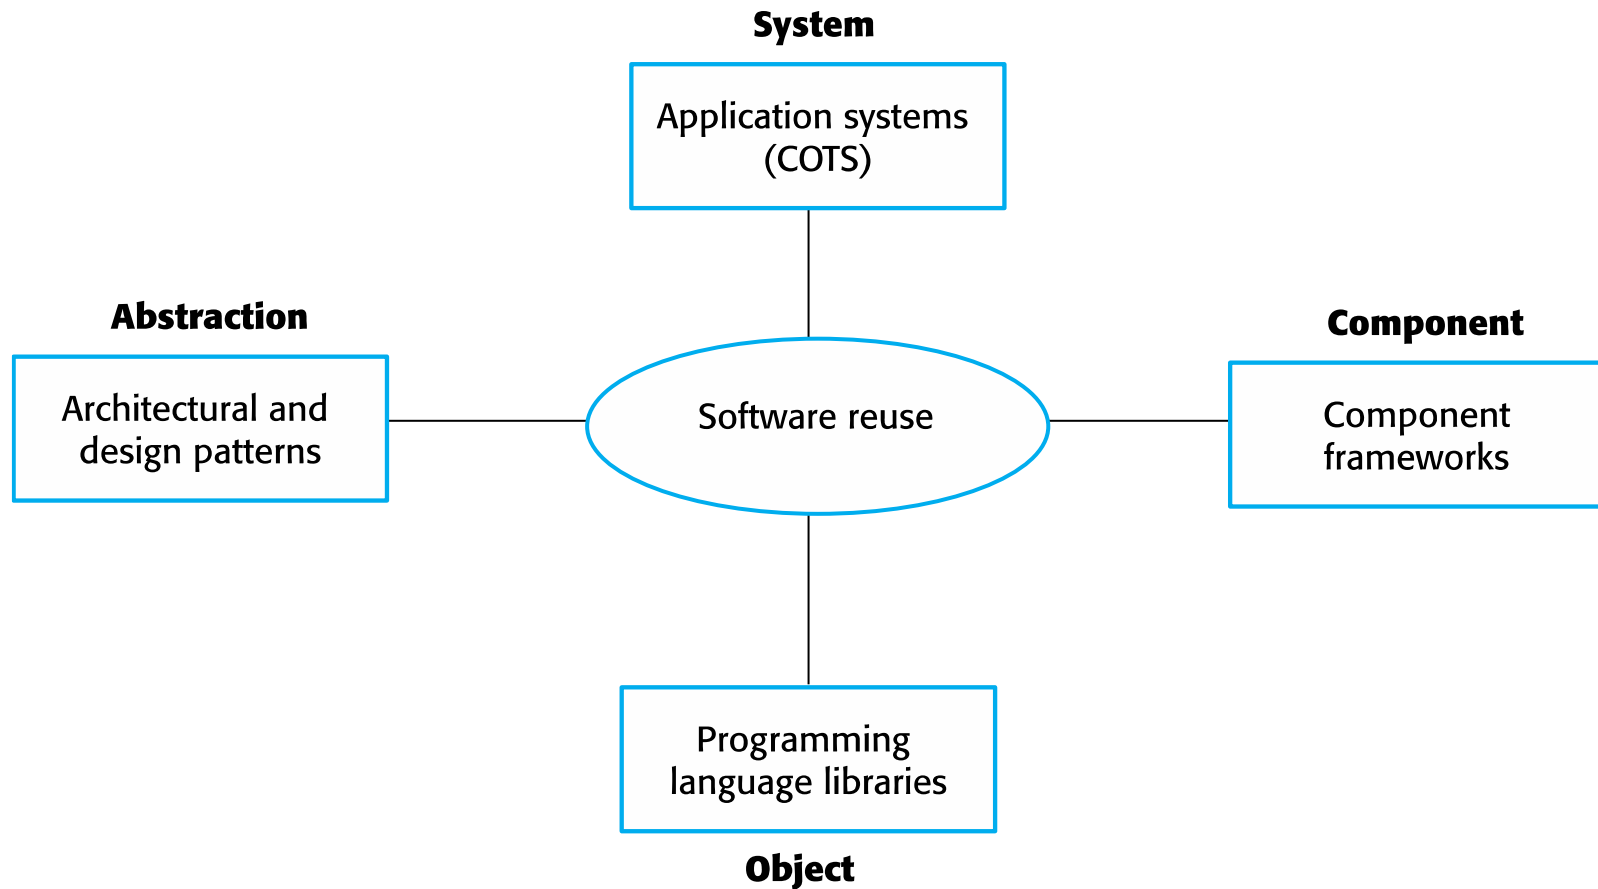 System
Application systems
(COTS)
Abstraction
Architectural and
design patterns
Software reuse
Component
Component
frameworks
Programming
language libraries
Object